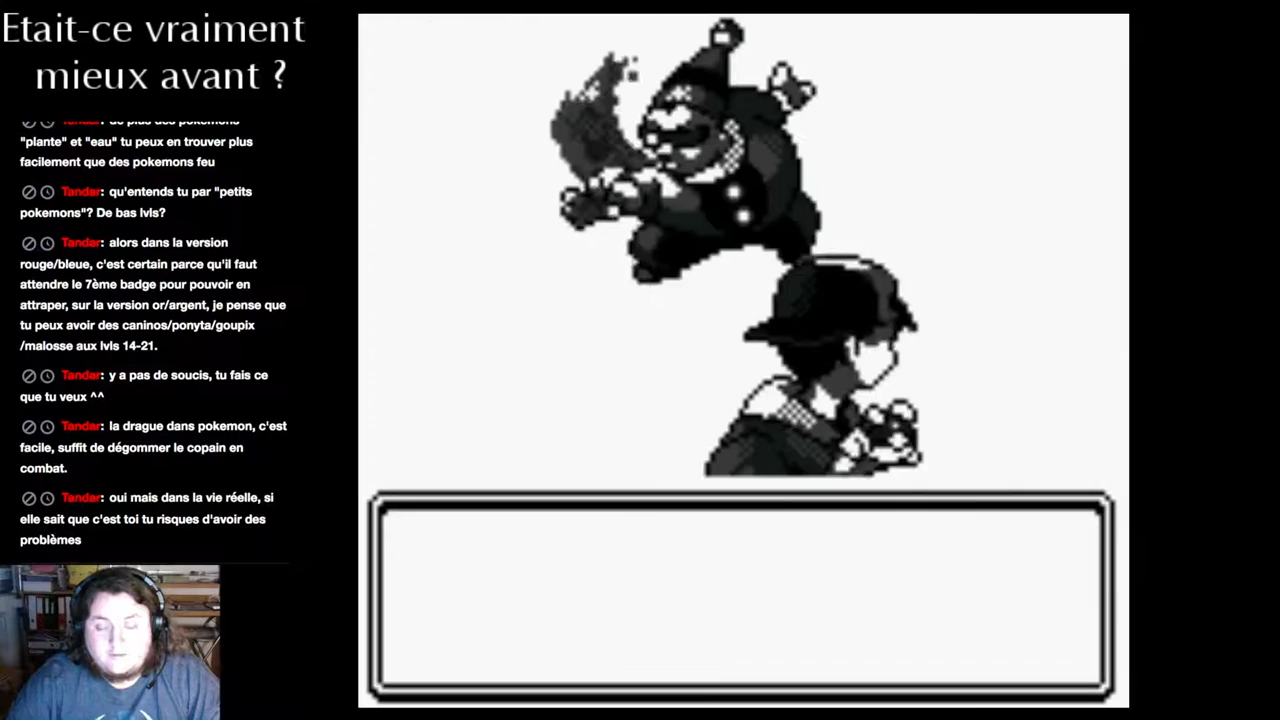 Etait-ce vraiment
mieux avant ?
Tandar: de plus des pokemons
"plante" et "eau" tu peux en trouver plus
facilement que des pokemons feu
Tandar: qu'entends tu par "petits
pokemons"? De bas lvls?
Tandar: alors dans la version
rouge/bleue, c'est certain parce qu'il faut
attendre le 7ème badge pour pouvoir en
attraper, sur la version or/argent, je pense que
tu peux avoir des caninos/ponyta/goupix
/malosse aux lvls 14-21.
Tandar: y a pas de soucis, tu fais ce
que tu veux ^^
Tandar: la drague dans pokemon, c'est
facile, suffit de dégommer le copain en
combat.
Tandar: oui mais dans la vie réelle, si
elle sait que c'est toi tu risques d'avoir des
problèmes